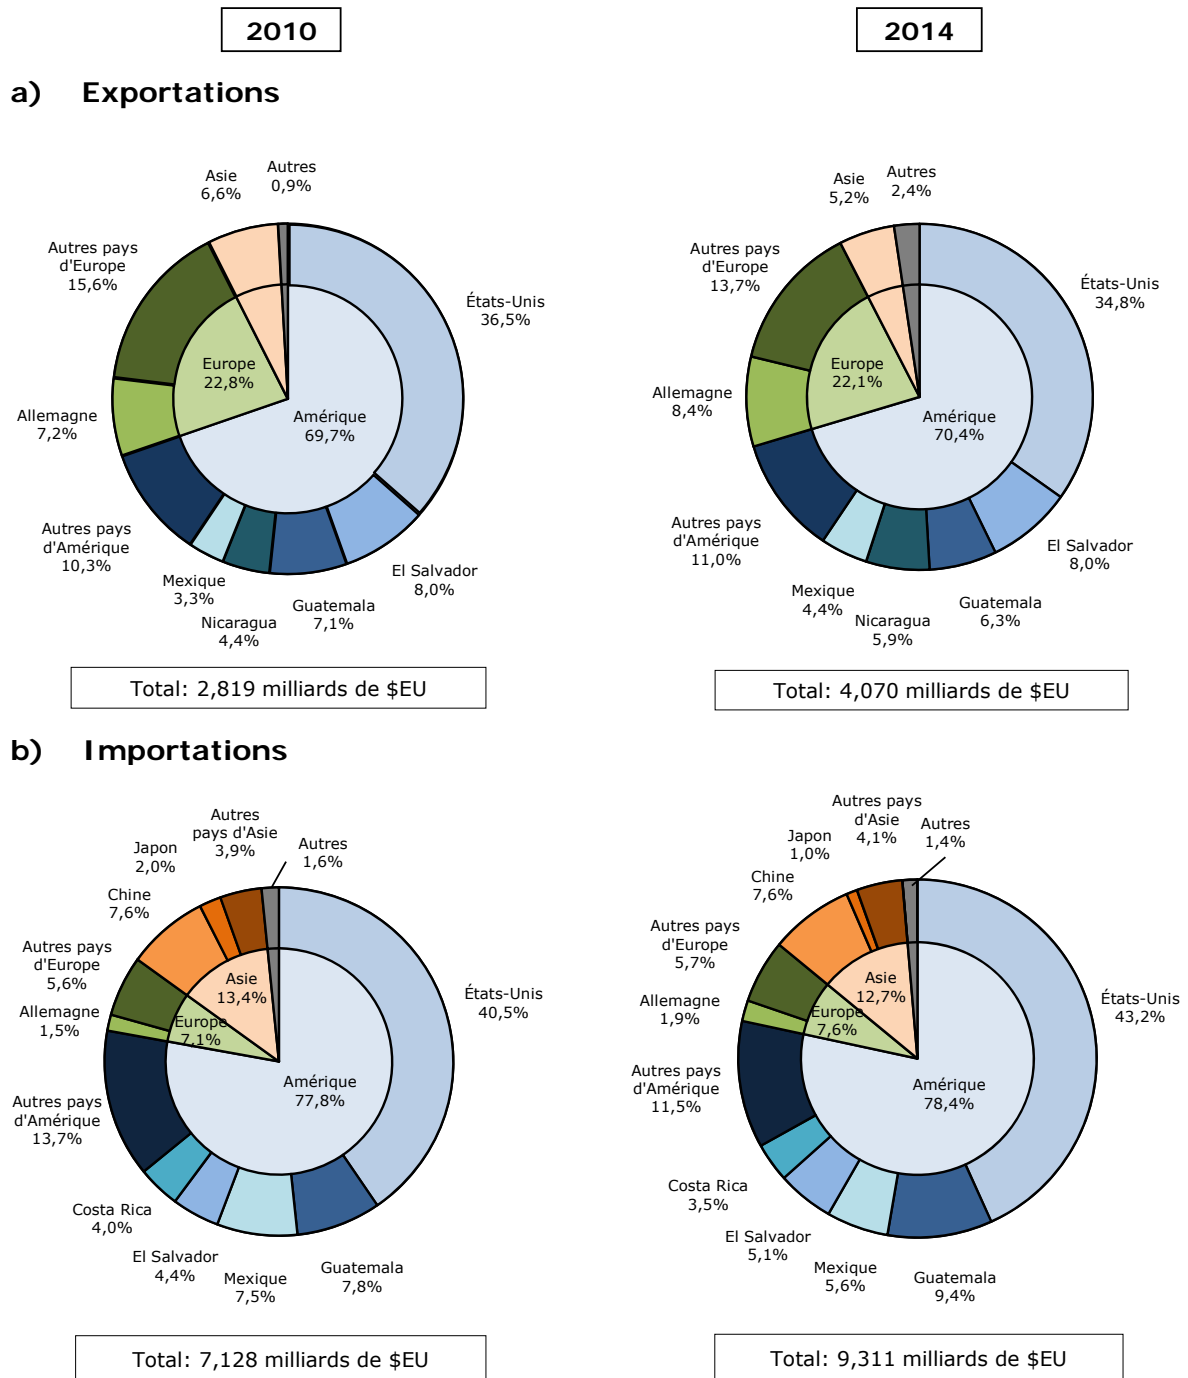 2010
2014
a) Exportations
Asie
6,6%
Autres
0,9%
Autres pays
d'Europe
15,6%
États-Unis
36,5%
Europe
22,8%
Allemagne
7,2%
Amérique
69,7%
Autres pays
d'Amérique
10,3%
Mexique
3,3%
Nicaragua
4,4%
Guatemala
7,1%
El Salvador
8,0%
Total: 2,819 milliards de $EU
Asie
5,2%
Autres
2,4%
Autres pays
d'Europe
13,7%
États-Unis
34,8%
Europe
22,1%
Allemagne
8,4%
Amérique
70,4%
Autres pays
d'Amérique
11,0%
Mexique
4,4%
Nicaragua
5,9%
Guatemala
6,3%
El Salvador
8,0%
Total: 4,070 milliards de $EU
b) Importations
Autres
pays d'Asie
3,9%
Autres
1,6%
Japon
2,0%
Chine
7,6%
Autres pays
d'Europe
5,6%
Allemagne
1,5%
Asie
13,4%
Europe
7,1%
États-Unis
40,5%
Amérique
77,8%
Autres pays
d'Amérique
13,7%
Costa Rica
4,0%
El Salvador
4,4%
Mexique
7,5%
Guatemala
7,8%
Total: 7,128 milliards de $EU
Autres pays
d'Asie
4,1%
Autres
1,4%
Japon
1,0%
Chine
7,6%
Autres pays
d'Europe
5,7%
Allemagne
1,9%
Asie
12,7%
Europe
7,6%
États-Unis
43,2%
Amérique
78,4%
Autres pays
d'Amérique
11,5%
Costa Rica
3,5%
El Salvador
5,1%
Mexique
5,6%
Guatemala
9,4%
Total: 9,311 milliards de $EU